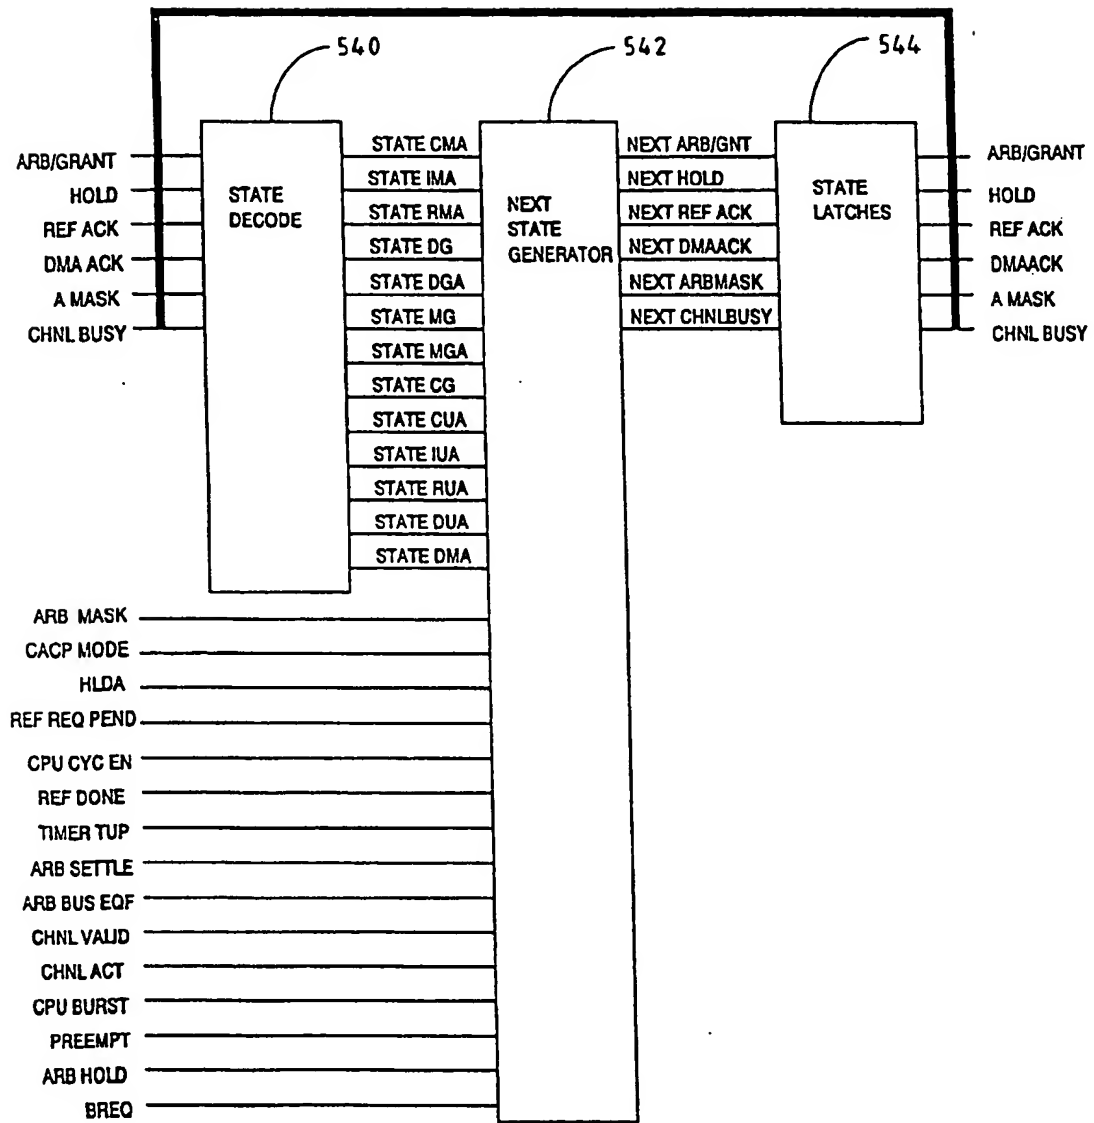 540
542
544
ARB/GRANT
HOLD
REF ACK
DMA ACK
A MASK
CHNL BUSY
STATE
DECODE
STATE CMA
STATE IMA
STATE RMA
STATE DG
STATE DGA
STATE MG
STATE MGA
STATE CG
STATE CUA
STATE IUA
STATE RUA
STATE DUA
STATE DMA
NEXT
STATE
GENERATOR
NEXT ARB/GNT
NEXT HOLD
NEXT REF ACK
NEXT DMAACK
NEXT ARBMASK
NEXT CHNLBUSY
STATE
LATCHES
ARB/GRANT
HOLD
REF ACK
DMAACK
A MASK
CHNL BUSY
ARB MASK
CACP MODE
HLDA
REF REQ PEND
CPU CYC EN
REF DONE
TIMER TUP
ARB SETTLE
ARB BUS EQF
CHNL VALID
CHNL ACT
CPU BURST
PREEMPT
ARB HOLD
BREQ